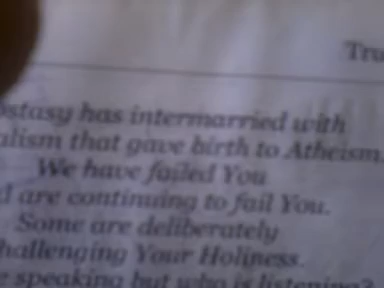 Tru
ostasy has intermarried with
alism that gave birth to Atheism.
We have failed You
d are continuing to fail You.
Some are deliberately
hallenging Your Holiness.
e speaking but who is listening?